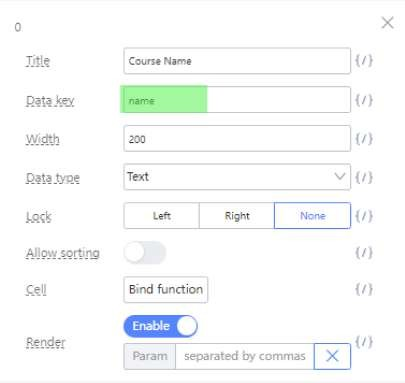 0
Title Course Name {/}
Data key name {/}
Width 200 {/}
Data type Text {/}
Lock Left Right None {/}
Allow sorting {/}
Cell Bind function {/}
Enable
Render {/}
Param separated by commas